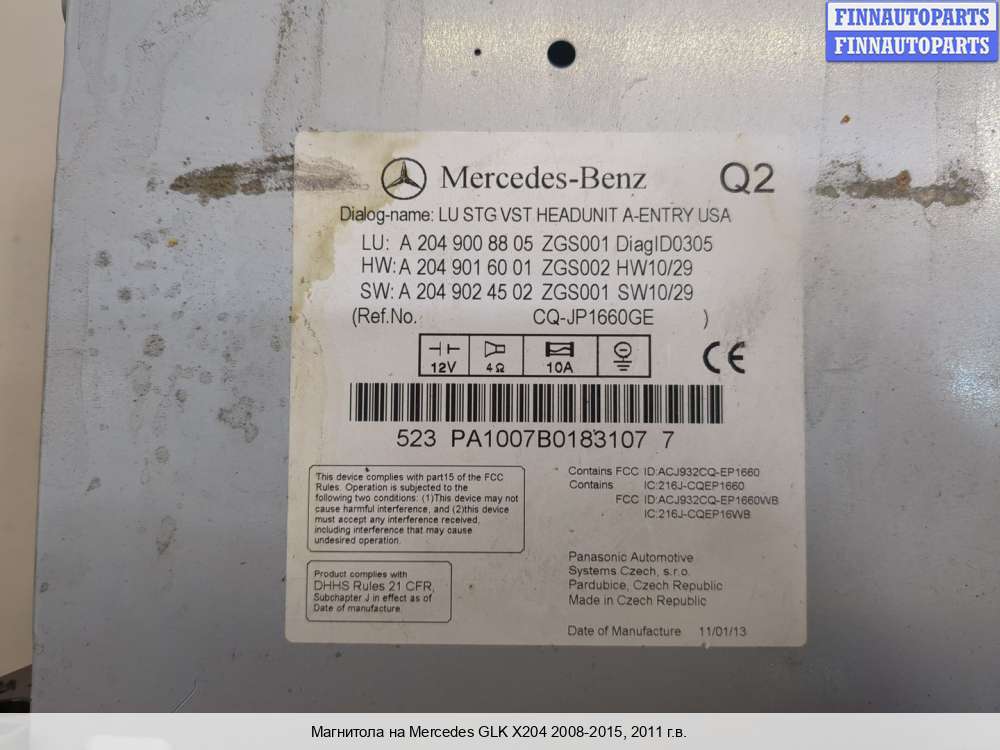 FINNAUTOPARTS
FINNAUTOPARTS
Mercedes-Benz Q2
Dialog-name: LU STG VST HEADUNIT A-ENTRY USA
LU: A 204 900 88 05 ZGS001 DiagID0305
HW: A 204 901 60 01 ZGS002 HW10/29
SW: A 204 902 45 02 ZGS001 SW10/29
(Ref.No. CQ-JP1660GE )
12V 4Ω 10A
CE
523 PA1007B0183107 7
This device complies with part15 of the FCC
Rules. Operation is subjected to the
following two conditions: (1)This device may not
cause harmful interference, and (2)this device
must accept any interference received,
including interference that may cause
undesired operation.
Product complies with
DHHS Rules 21 CFR,
Subchapter J in effect as of
Date of manufacture.
Contains FCC ID:ACJ932CQ-EP1660
Contains IC:216J-CQEP1660
FCC ID:ACJ932CQ-EP1660WB
IC:216J-CQEP16WB
Panasonic Automotive
Systems Czech, s.r.o.
Pardubice, Czech Republic
Made in Czech Republic
Date of Manufacture 11/01/13
Магнитола на Mercedes GLK X204 2008-2015, 2011 г.в.